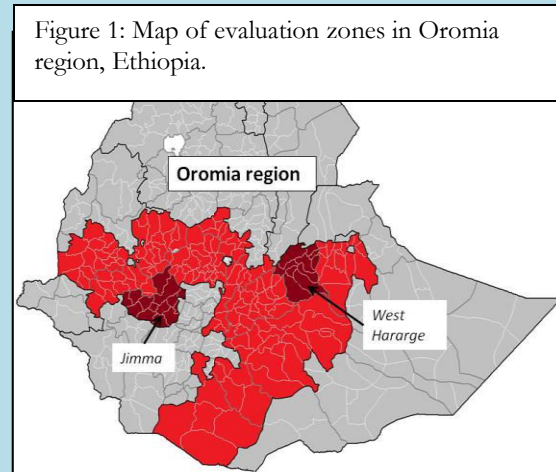 Figure 1: Map of evaluation zones in Oromia
region, Ethiopia.
Oromia region
West
Hararge
Jimma